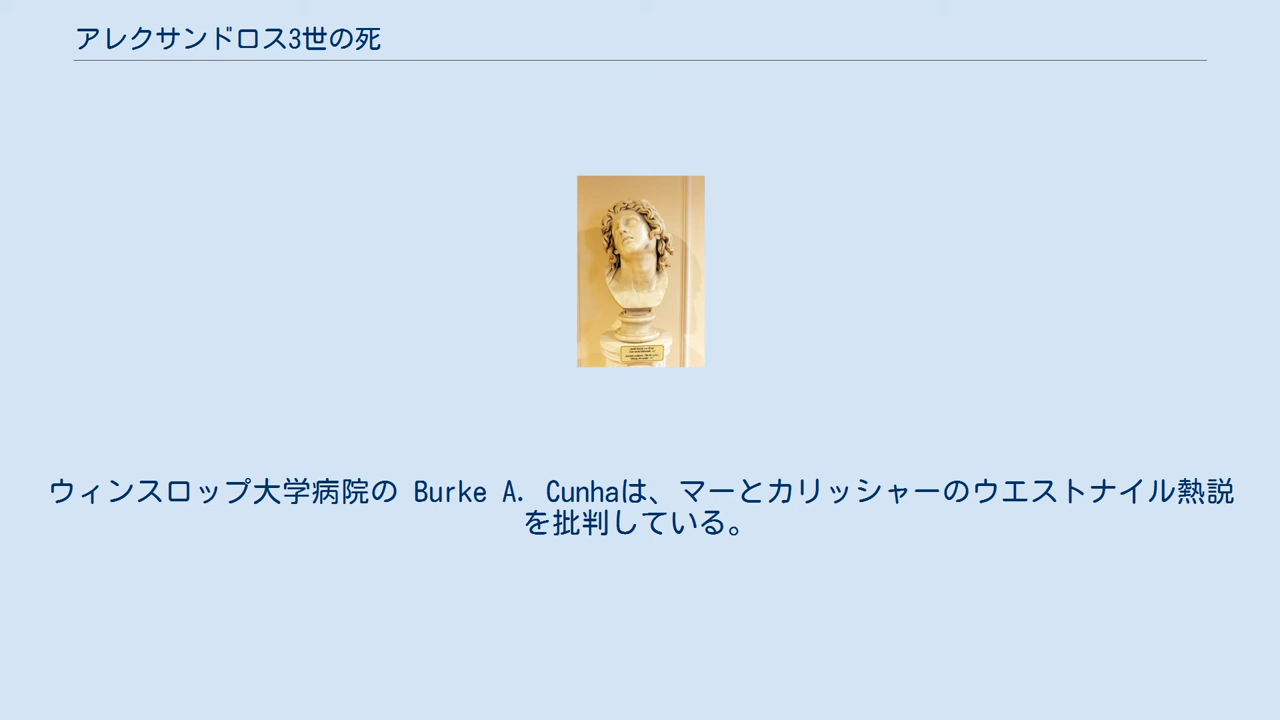 アレクサンドロス3世の死
ウィンスロップ大学病院の Burke A. Cunhaは、マーとカリッシャーのウエストナイル熱説
を批判している。